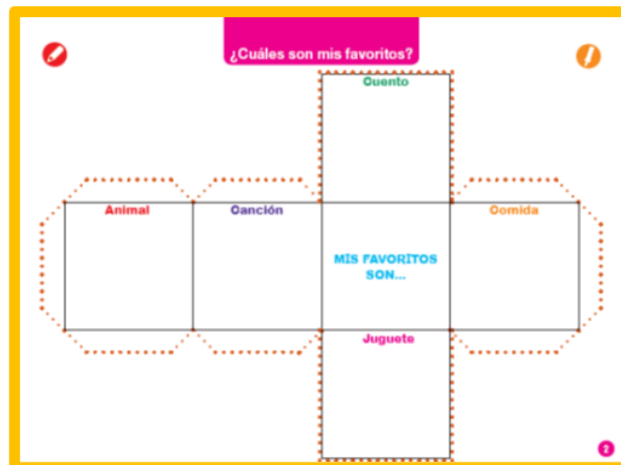 ¿Cuáles son mis favoritos?
Cuento
Animal
Canción
Comida
MIS FAVORITOS
SON...
Juguete
2